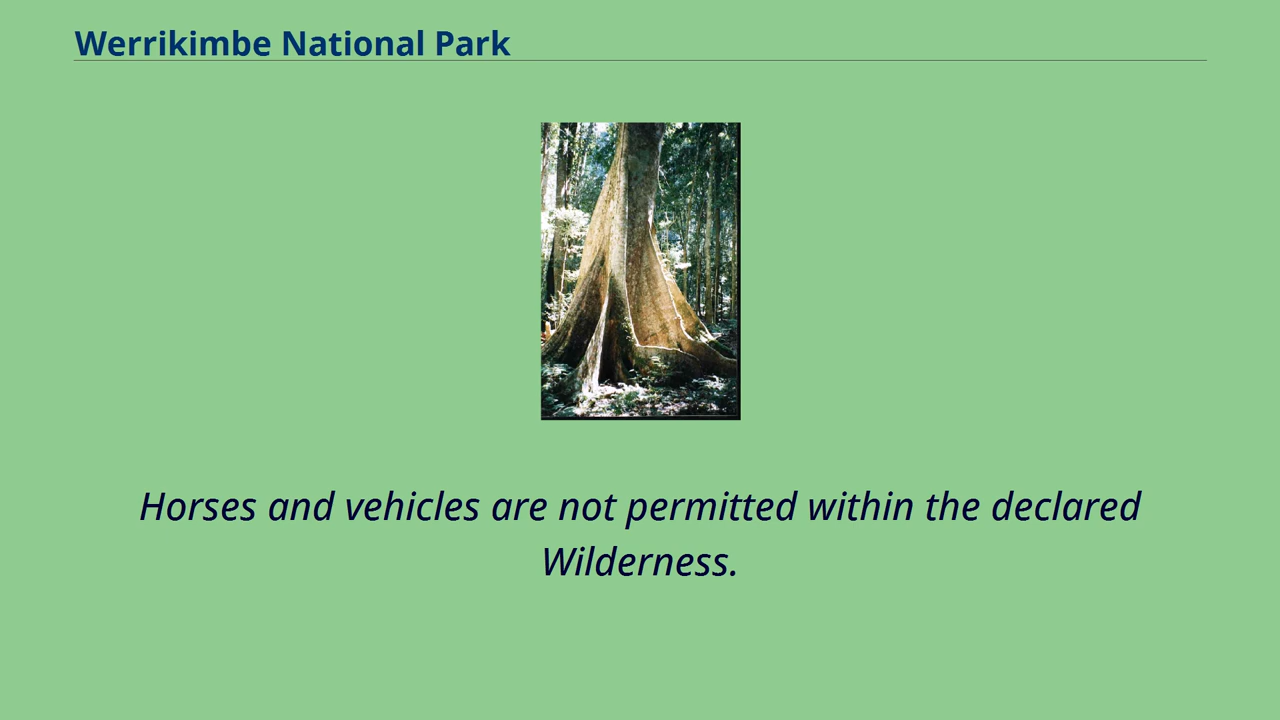 Werrikimbe National Park
Horses and vehicles are not permitted within the declared
Wilderness.